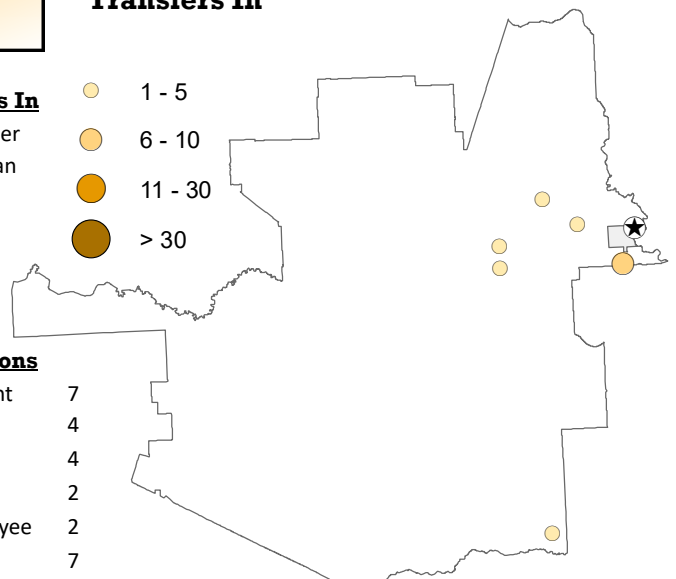 Transfers In
s In
1 - 5
er
6 - 10
an
11 - 30
> 30
ons
nt 7
4
4
2
yee 2
7